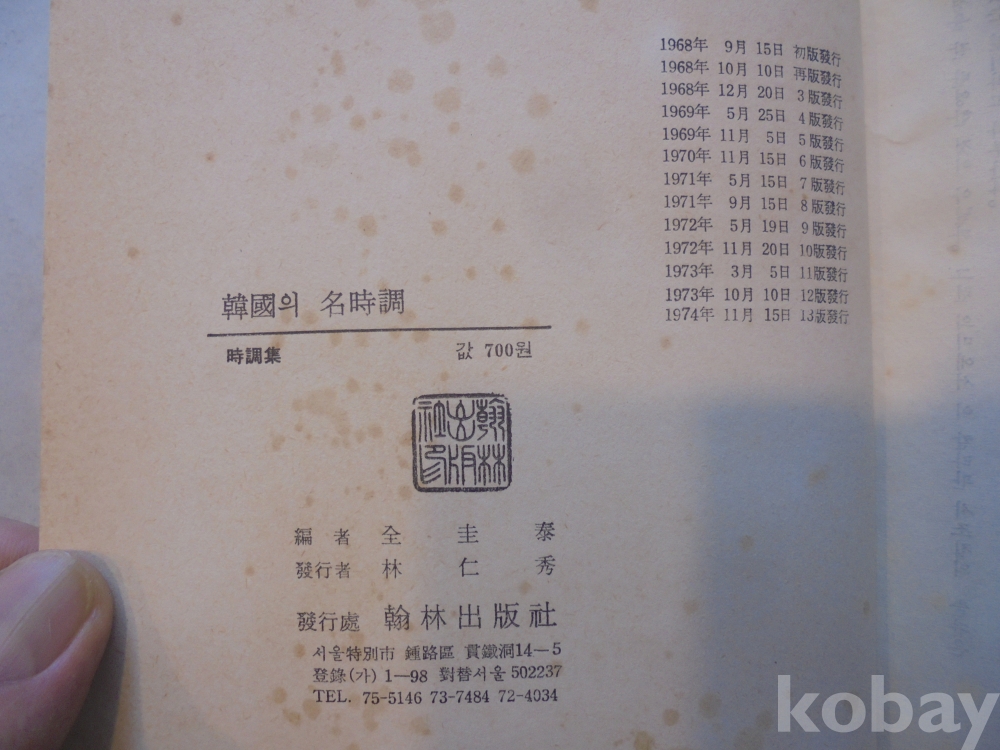 1968年 9月 15日 初版發行
1968年 10月 10日 再版發行
1968年 12月 20日 3版發行
1969年 5月 25日 4版發行
1969年 11月 5日 5版發行
1970年 11月 15日 6版發行
1971年 5月 15日 7版發行
1971年 9月 15日 8版發行
1972年 5月 19日 9版發行
1972年 11月 20日 10版發行
1973年 3月 5日 11版發行
1973年 10月 10日 12版發行
1974年 11月 15日 13版發行
韓國의 名時調
時調集 값 700원
翰林
出版
社印
編者 全圭泰
發行者 林仁秀
發行處 翰林出版社
서울特別市 鍾路區 貫鐵洞14—5
登錄(가) 1—98 對替서울 502237
TEL. 75-5146 73-7484 72-4034
kobay